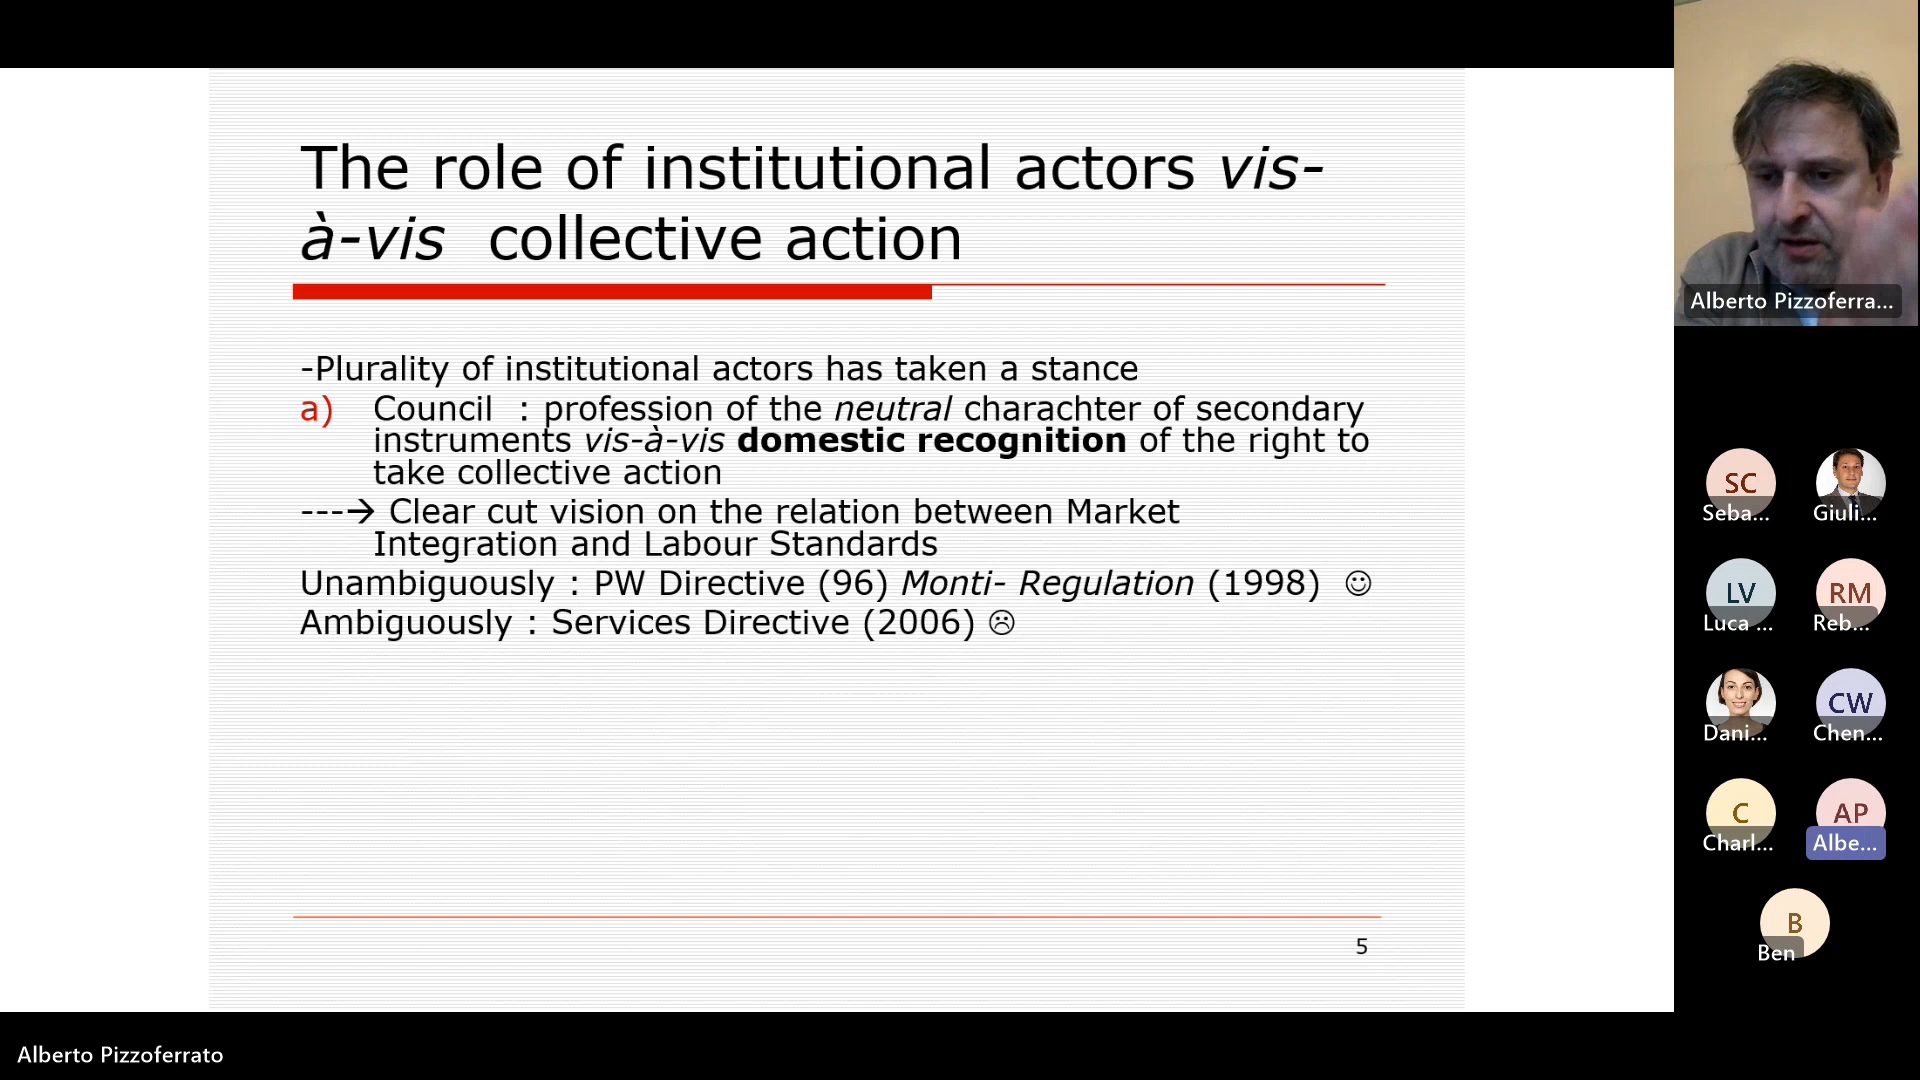 The role of institutional actors vis-
à-vis collective action
-Plurality of institutional actors has taken a stance
a) Council : profession of the neutral charachter of secondary
instruments vis-à-vis domestic recognition of the right to
take collective action
---→ Clear cut vision on the relation between Market
Integration and Labour Standards
Unambiguously : PW Directive (96) Monti- Regulation (1998) ☺
Ambiguously : Services Directive (2006) ☹
5
Alberto Pizzoferra...
SC
Seba...
Giuli...
LV
Luca ...
RM
Reb...
Dani...
CW
Chen...
C
Charl...
AP
Albe...
B
Ben
Alberto Pizzoferrato